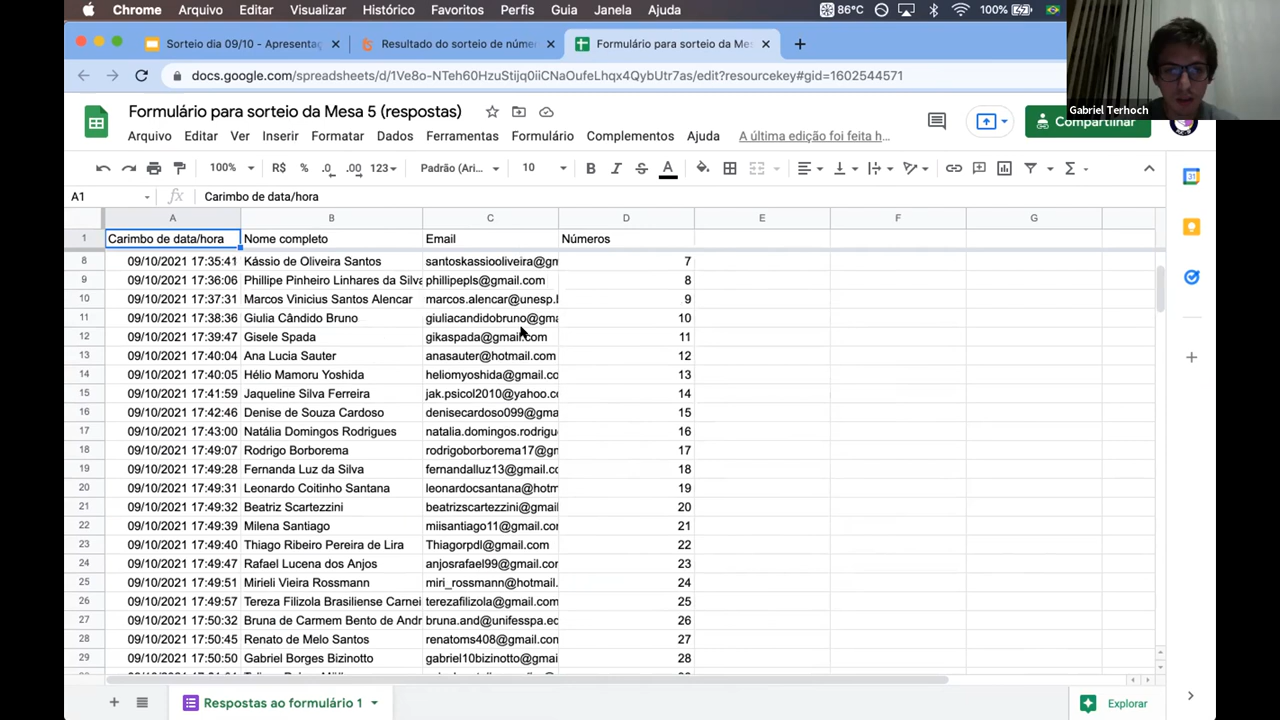 Chrome Arquivo Editar Visualizar Histórico Favoritos Perfis Guia Janela Ajuda 86°C 100%
Sorteio dia 09/10 - Apresentaç Resultado do sorteio de númer Formulário para sorteio da Mes
docs.google.com/spreadsheets/d/1Ve8o-NTeh60HzuStijq0iiCNaOufeLhqx4QybUtr7as/edit?resourcekey#gid=1602544571
Gabriel Terhoch
Formulário para sorteio da Mesa 5 (respostas)
Compartilhar
Arquivo Editar Ver Inserir Formatar Dados Ferramentas Formulário Complementos Ajuda A última edição foi feita h...
100% R$ % .0 .00 123 Padrão (Ari... 10 B I S A
A1 fx Carimbo de data/hora
A B C D E F G
1 Carimbo de data/hora Nome completo Email Números
8 09/10/2021 17:35:41 Kássio de Oliveira Santos santoskassiooliveira@gm 7
9 09/10/2021 17:36:06 Phillipe Pinheiro Linhares da Silva phillipepls@gmail.com 8
10 09/10/2021 17:37:31 Marcos Vinicius Santos Alencar marcos.alencar@unesp.b 9
11 09/10/2021 17:38:36 Giulia Cândido Bruno giuliacandidobruno@gma 10
12 09/10/2021 17:39:47 Gisele Spada gikaspada@gmail.com 11
13 09/10/2021 17:40:04 Ana Lucia Sauter anasauter@hotmail.com 12
14 09/10/2021 17:40:05 Hélio Mamoru Yoshida heliomyoshida@gmail.co 13
15 09/10/2021 17:41:59 Jaqueline Silva Ferreira jak.psicol2010@yahoo.c 14
16 09/10/2021 17:42:46 Denise de Souza Cardoso denisecardoso099@gma 15
17 09/10/2021 17:43:00 Natália Domingos Rodrigues natalia.domingos.rodrigu 16
18 09/10/2021 17:49:07 Rodrigo Borborema rodrigoborborema17@gm 17
19 09/10/2021 17:49:28 Fernanda Luz da Silva fernandalluz13@gmail.co 18
20 09/10/2021 17:49:31 Leonardo Coitinho Santana leonardocsantana@hotm 19
21 09/10/2021 17:49:32 Beatriz Scartezzini beatrizscartezzini@gmai 20
22 09/10/2021 17:49:39 Milena Santiago miisantiago11@gmail.com 21
23 09/10/2021 17:49:40 Thiago Ribeiro Pereira de Lira Thiagorpdl@gmail.com 22
24 09/10/2021 17:49:47 Rafael Lucena dos Anjos anjosrafael99@gmail.com 23
25 09/10/2021 17:49:51 Mirieli Vieira Rossmann miri_rossmann@hotmail. 24
26 09/10/2021 17:49:57 Tereza Filizola Brasiliense Carnei terezafilizola@gmail.com 25
27 09/10/2021 17:50:32 Bruna de Carmem Bento de Andr bruna.and@unifesspa.ed 26
28 09/10/2021 17:50:45 Renato de Melo Santos renatoms408@gmail.com 27
29 09/10/2021 17:50:50 Gabriel Borges Bizinotto gabriel10bizinotto@gmai 28
Respostas ao formulário 1 Explorar